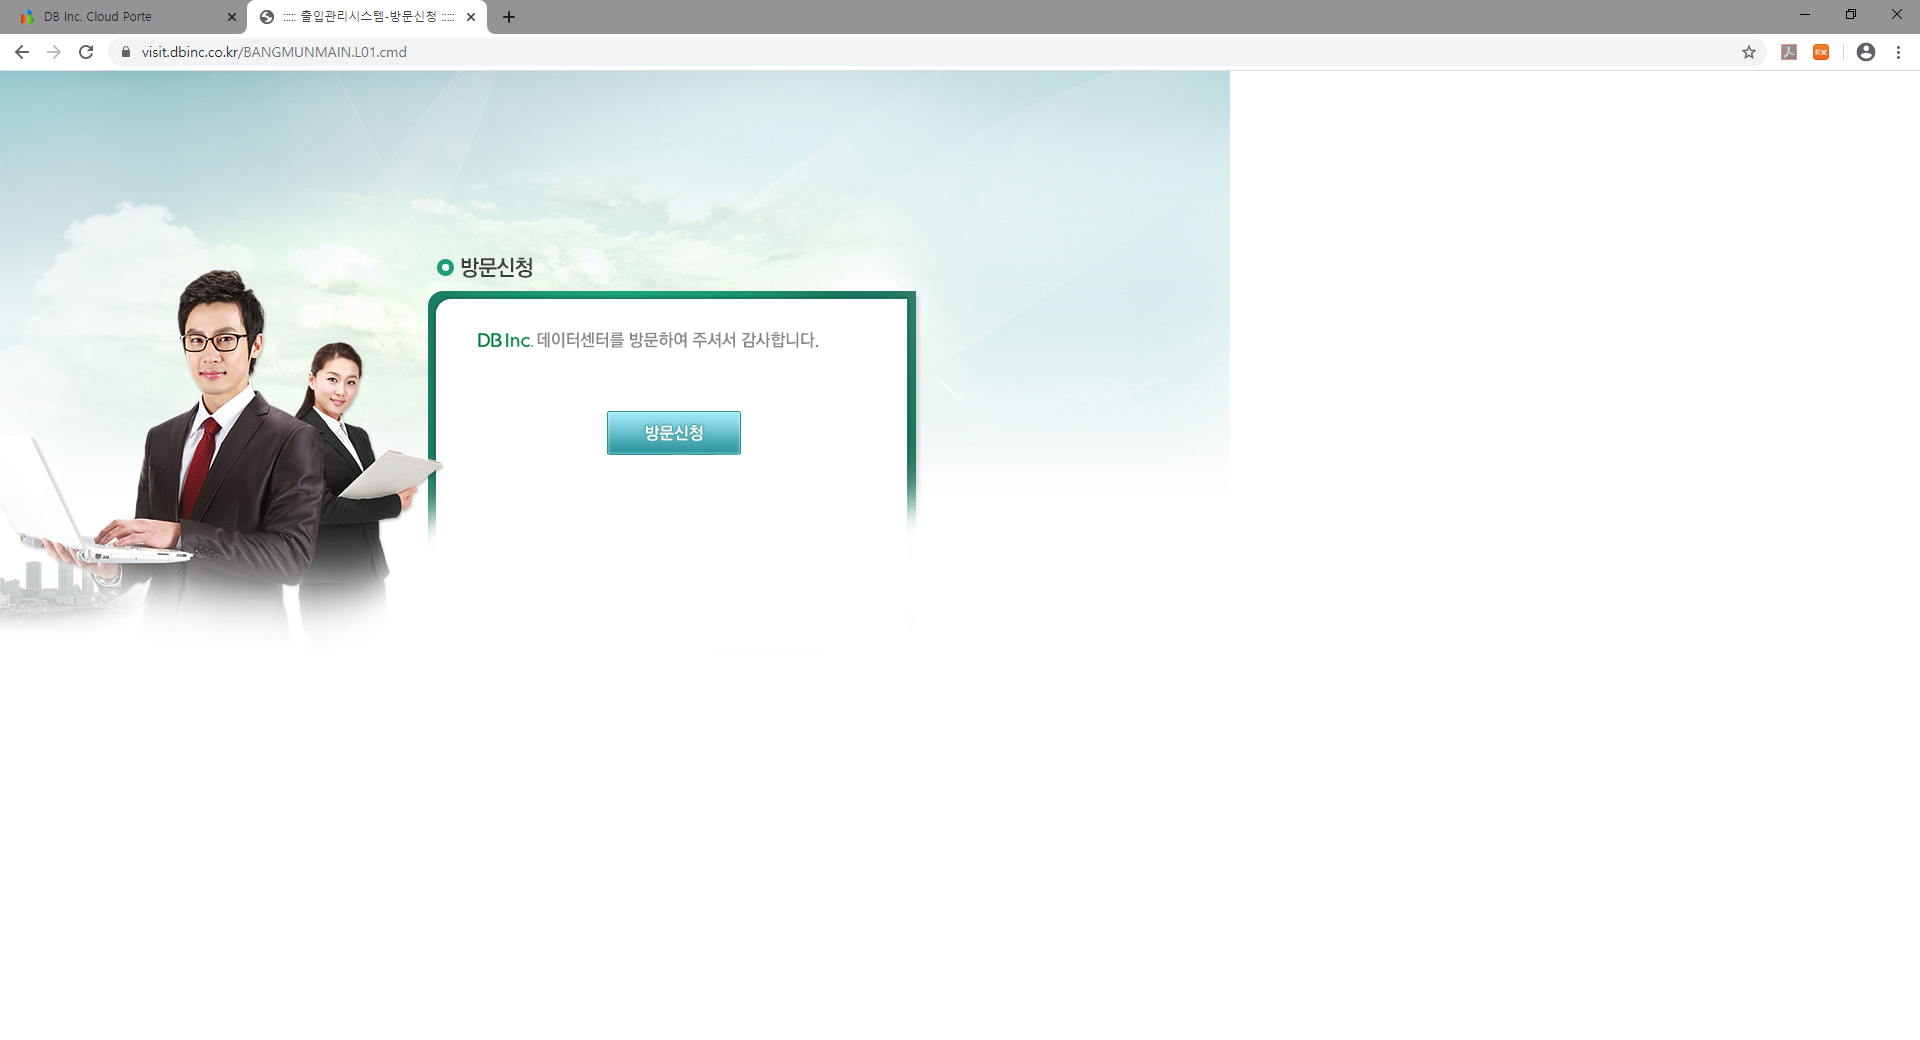 DB Inc. Cloud Porte
::::: 출입관리시스템-방문신청 :::::
visit.dbinc.co.kr/BANGMUNMAIN.L01.cmd
방문신청
DB Inc. 데이터센터를 방문하여 주셔서 감사합니다.
방문신청